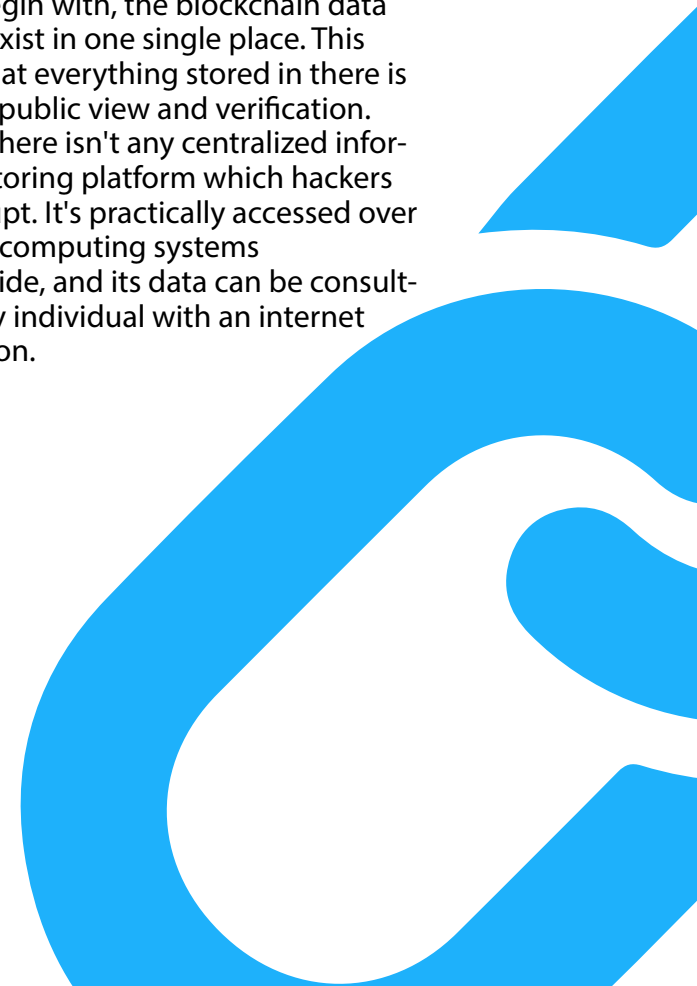 egin with, the blockchain data
xist in one single place. This
at everything stored in there is
public view and verification.
here isn't any centralized infor-
toring platform which hackers
pt. It's practically accessed over
computing systems
ide, and its data can be consult-
y individual with an internet
on.